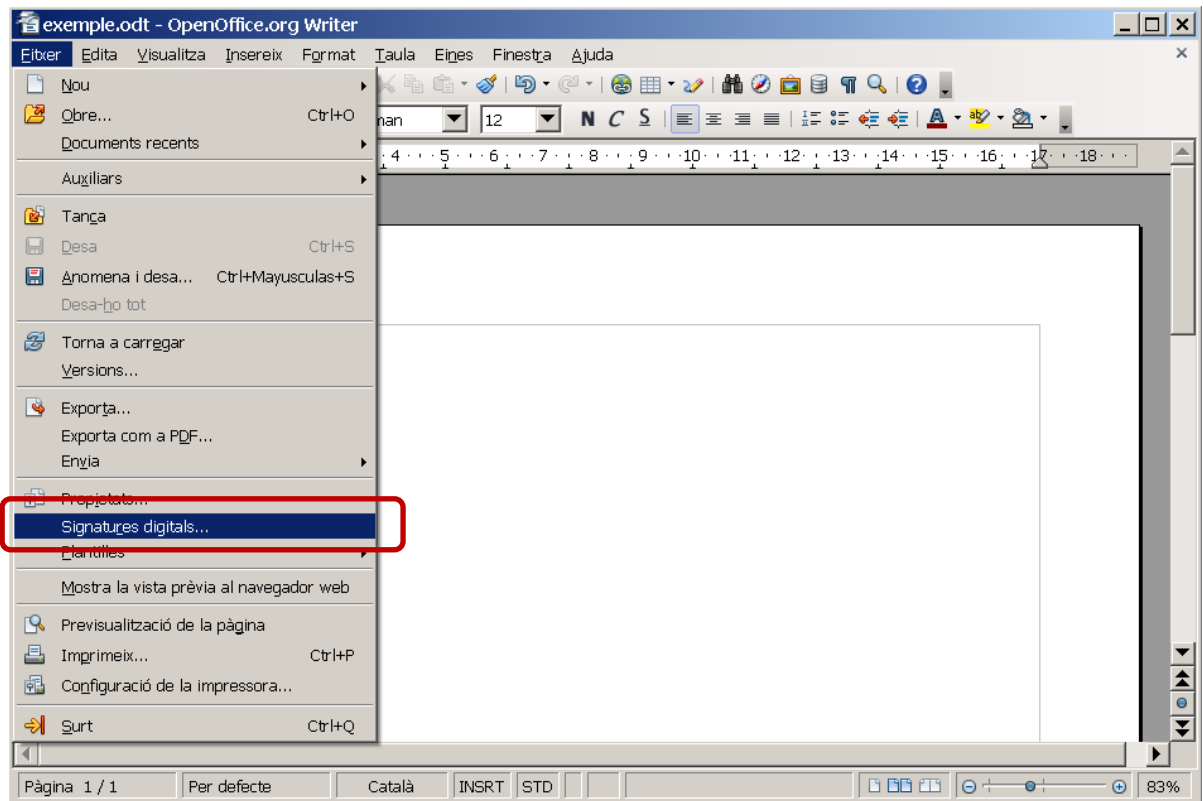 exemple.odt - OpenOffice.org Writer
Eitxer Edita Visualitza Insereix Format Taula Eines Finestra Ajuda
Nou
Obre... Ctrl+O
Documents recents
Auxiliars
Tanca
Desa Ctrl+S
Anomena i desa... Ctrl+Mayusculas+S
Desa-ho tot
Torna a carregar
Versions...
Exporta...
Exporta com a PDF...
Envia
Propietats...
Signatures digitals...
Plantilles
Mostra la vista prèvia al navegador web
Previsualització de la pàgina
Imprimeix... Ctrl+P
Configuració de la impressora...
Surt Ctrl+Q
man 12 N C S
4 5 6 7 8 9 10 11 12 13 14 15 16 17 18
Pàgina 1 / 1 Per defecte Català INSRT STD 83%